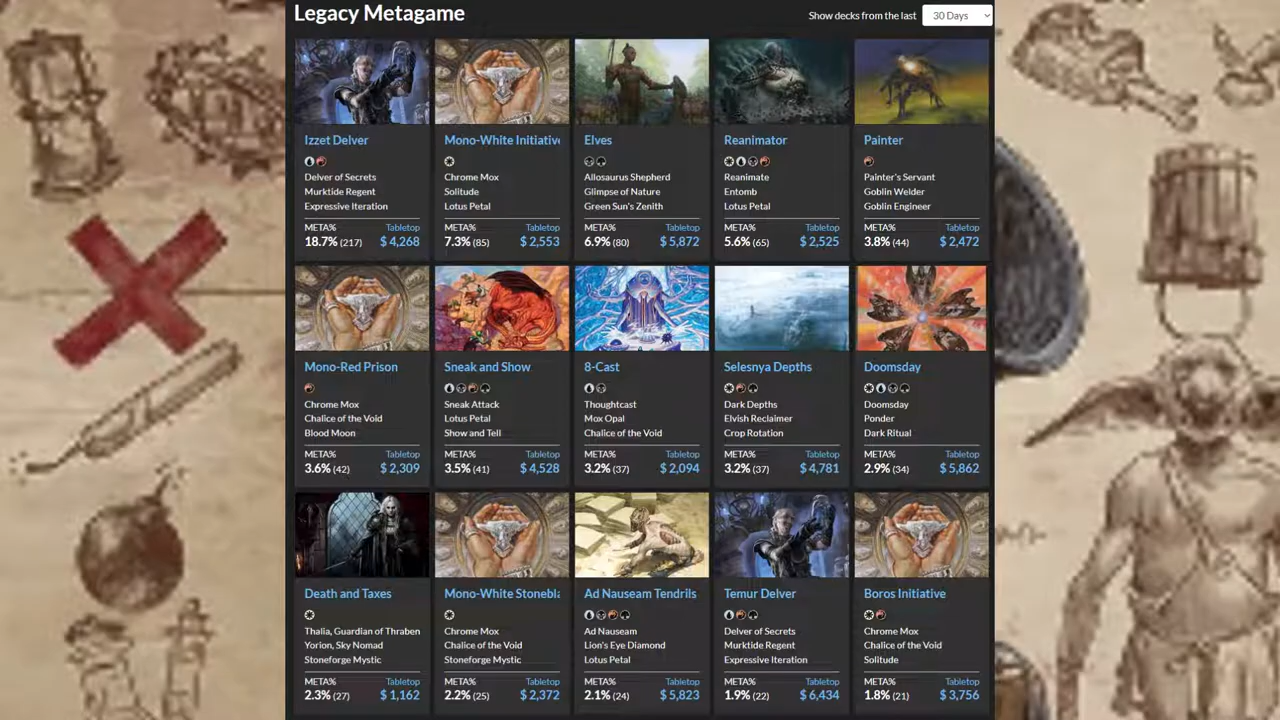 Legacy Metagame
Show decks from the last 30 Days
Izzet Delver
Delver of Secrets
Murktide Regent
Expressive Iteration
META% Tabletop
18.7% (217) $ 4,268
Mono-White Initiative
Chrome Mox
Solitude
Lotus Petal
META% Tabletop
7.3% (85) $ 2,553
Elves
Allosaurus Shepherd
Glimpse of Nature
Green Sun's Zenith
META% Tabletop
6.9% (80) $ 5,872
Reanimator
Reanimate
Entomb
Lotus Petal
META% Tabletop
5.6% (65) $ 2,525
Painter
Painter's Servant
Goblin Welder
Goblin Engineer
META% Tabletop
3.8% (44) $ 2,472
Mono-Red Prison
Chrome Mox
Chalice of the Void
Blood Moon
META% Tabletop
3.6% (42) $ 2,309
Sneak and Show
Sneak Attack
Lotus Petal
Show and Tell
META% Tabletop
3.5% (41) $ 4,528
8-Cast
Thoughtcast
Mox Opal
Chalice of the Void
META% Tabletop
3.2% (37) $ 2,094
Selesnya Depths
Dark Depths
Elvish Reclaimer
Crop Rotation
META% Tabletop
3.2% (37) $ 4,781
Doomsday
Doomsday
Ponder
Dark Ritual
META% Tabletop
2.9% (34) $ 5,862
Death and Taxes
Thalia, Guardian of Thraben
Yorion, Sky Nomad
Stoneforge Mystic
META% Tabletop
2.3% (27) $ 1,162
Mono-White Stonebla
Chrome Mox
Chalice of the Void
Stoneforge Mystic
META% Tabletop
2.2% (25) $ 2,372
Ad Nauseam Tendrils
Ad Nauseam
Lion's Eye Diamond
Lotus Petal
META% Tabletop
2.1% (24) $ 5,823
Temur Delver
Delver of Secrets
Murktide Regent
Expressive Iteration
META% Tabletop
1.9% (22) $ 6,434
Boros Initiative
Chrome Mox
Chalice of the Void
Solitude
META% Tabletop
1.8% (21) $ 3,756